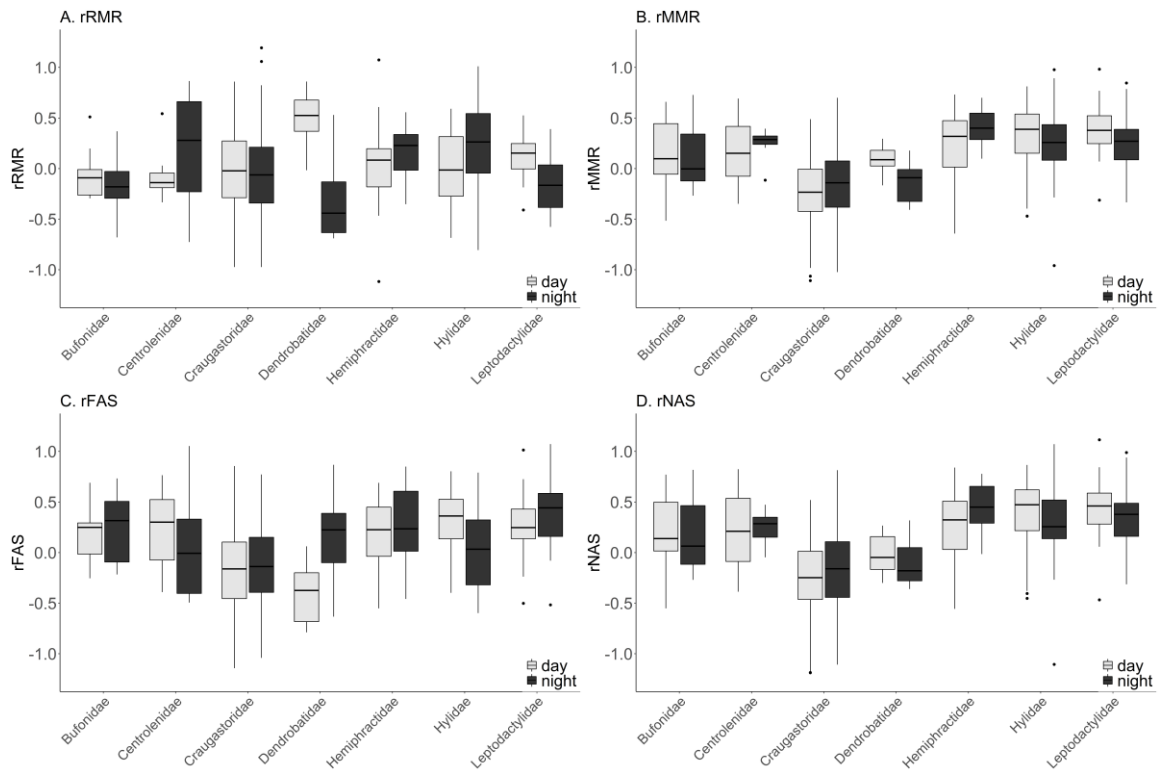 A. rRMR
rRMR
1.0
0.5
0.0
-0.5
-1.0
day
night
Bufonidae
Centrolenidae
Craugastoridae
Dendrobatidae
Hemiphractidae
Hylidae
Leptodactylidae
B. rMMR
rMMR
1.0
0.5
0.0
-0.5
-1.0
day
night
Bufonidae
Centrolenidae
Craugastoridae
Dendrobatidae
Hemiphractidae
Hylidae
Leptodactylidae
C. rFAS
rFAS
1.0
0.5
0.0
-0.5
-1.0
day
night
Bufonidae
Centrolenidae
Craugastoridae
Dendrobatidae
Hemiphractidae
Hylidae
Leptodactylidae
D. rNAS
rNAS
1.0
0.5
0.0
-0.5
-1.0
day
night
Bufonidae
Centrolenidae
Craugastoridae
Dendrobatidae
Hemiphractidae
Hylidae
Leptodactylidae